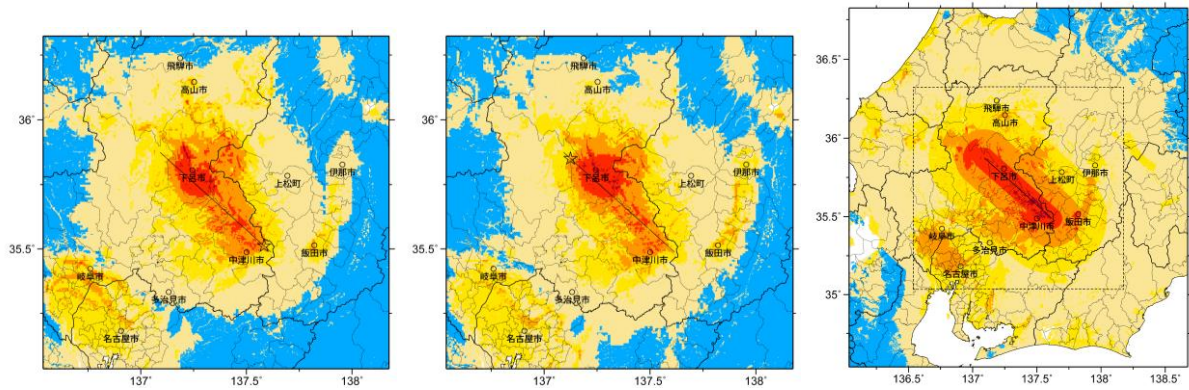 飛騨市
高山市
36°
下呂市
上松町
伊那市
35.5°
飯田市
中津川市
岐阜市
多治見市
名古屋市
137°
137.5°
138°
飛騨市
高山市
36°
下呂市
上松町
伊那市
35.5°
飯田市
中津川市
岐阜市
多治見市
名古屋市
137°
137.5°
138°
36.5°
飛騨市
高山市
36°
下呂市
上松町
伊那市
35.5°
飯田市
中津川市
岐阜市
多治見市
名古屋市
35°
136.5°
137°
137.5°
138°
138.5°